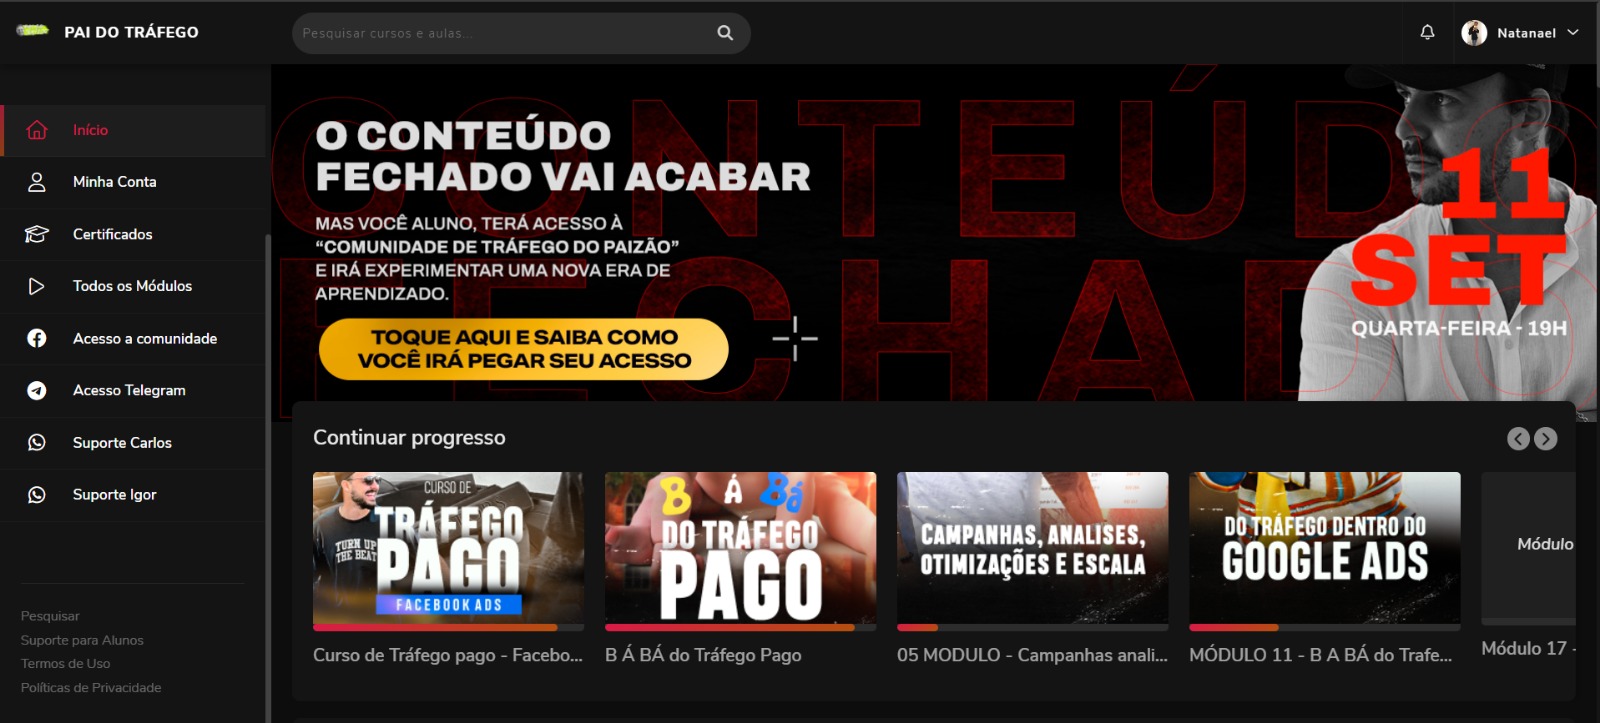 PAI DO TRÁFEGO
Pesquisar cursos e aulas...
Natanael
Início
Minha Conta
Certificados
Todos os Módulos
Acesso a comunidade
Acesso Telegram
Suporte Carlos
Suporte Igor
Pesquisar
Suporte para Alunos
Termos de Uso
Políticas de Privacidade
CONTEÚDO
FECHADO
O CONTEÚDO
FECHADO VAI ACABAR
MAS VOCÊ ALUNO, TERÁ ACESSO À
“COMUNIDADE DE TRÁFEGO DO PAIZÃO”
E IRÁ EXPERIMENTAR UMA NOVA ERA DE
APRENDIZADO.
TOQUE AQUI E SAIBA COMO
VOCÊ IRÁ PEGAR SEU ACESSO
11
SET
QUARTA-FEIRA - 19H
Continuar progresso
CURSO DE
TRÁFEGO
PAGO
FACEBOOK ADS
TURN UP
THE BEAT
Curso de Tráfego pago - Facebo...
B Á Bá
DO TRÁFEGO
PAGO
B Á BÁ do Tráfego Pago
CAMPANHAS, ANALISES,
OTIMIZAÇÕES E ESCALA
05 MODULO - Campanhas anali...
DO TRÁFEGO DENTRO DO
GOOGLE ADS
MÓDULO 11 - B A BÁ do Trafe...
Módulo
Módulo 17 -